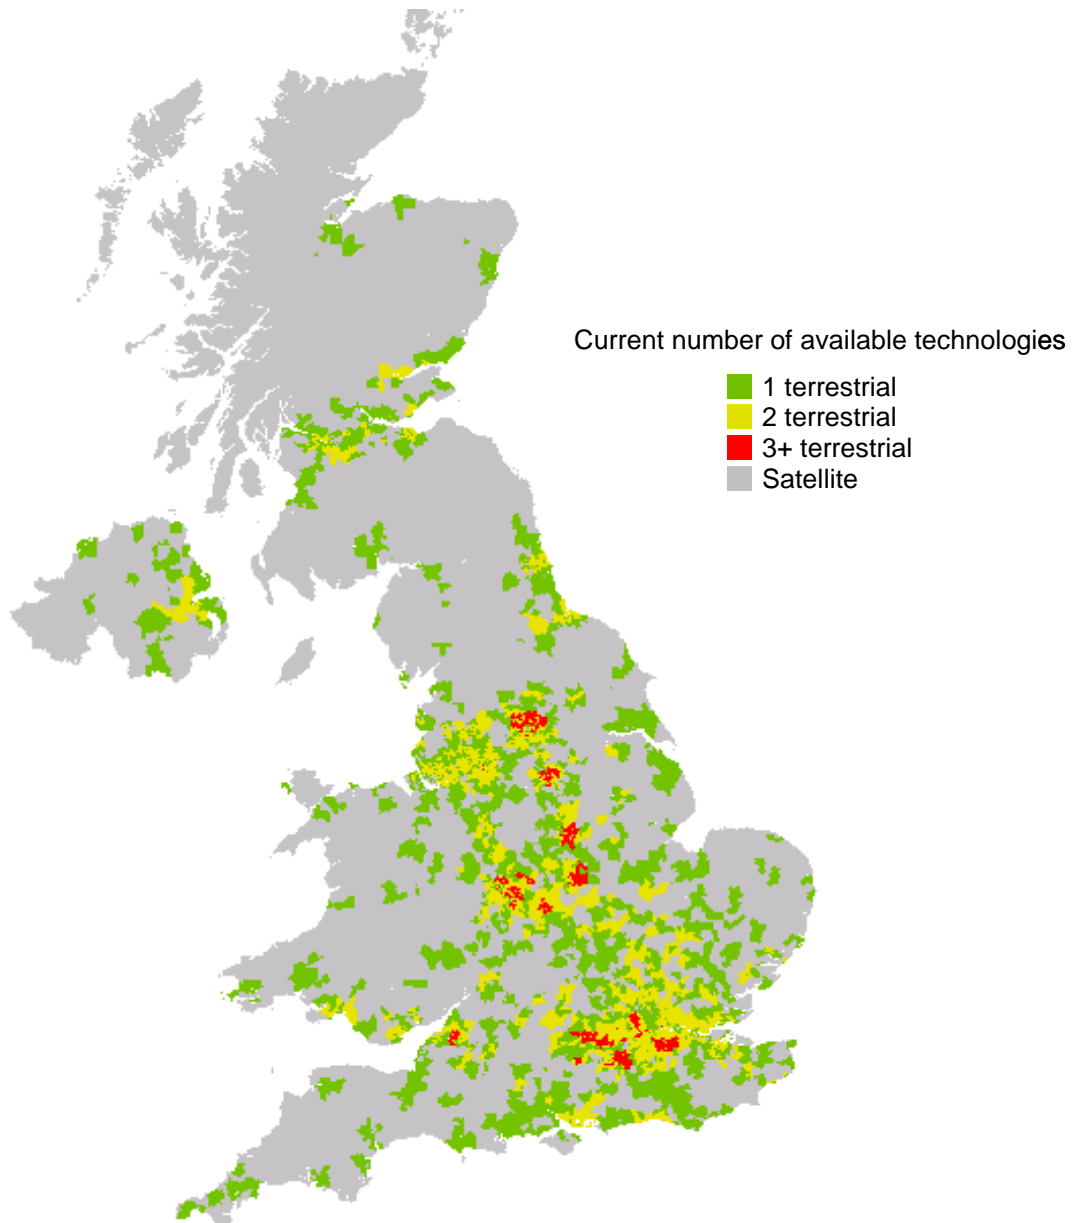 Current number of available technologies
1 terrestrial
2 terrestrial
3+ terrestrial
Satellite